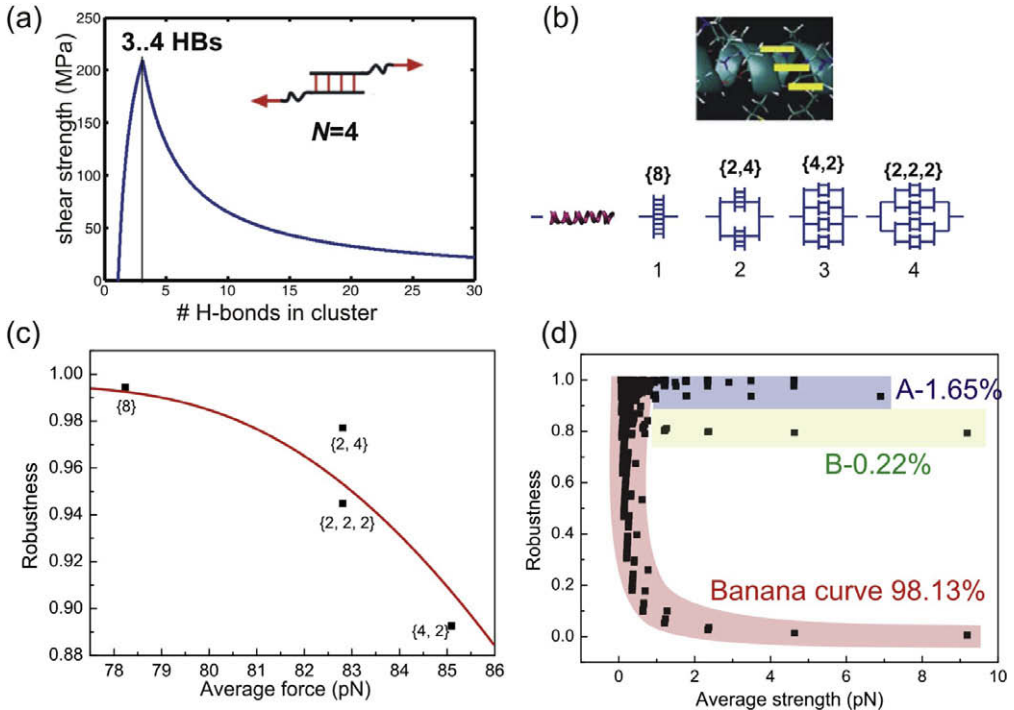 (a)
3..4 HBs
N=4
shear strength (MPa)
250
200
150
100
50
0
0 5 10 15 20 25 30
# H-bonds in cluster
(b)
{8} {2,4} {4,2} {2,2,2}
1 2 3 4
(c)
Robustness
1.00
0.98
0.96
0.94
0.92
0.90
0.88
{8}
{2, 4}
{2, 2, 2}
{4, 2}
78 79 80 81 82 83 84 85 86
Average force (pN)
(d)
Robustness
1.0
0.8
0.6
0.4
0.2
0.0
A-1.65%
B-0.22%
Banana curve 98.13%
0 2 4 6 8 10
Average strength (pN)